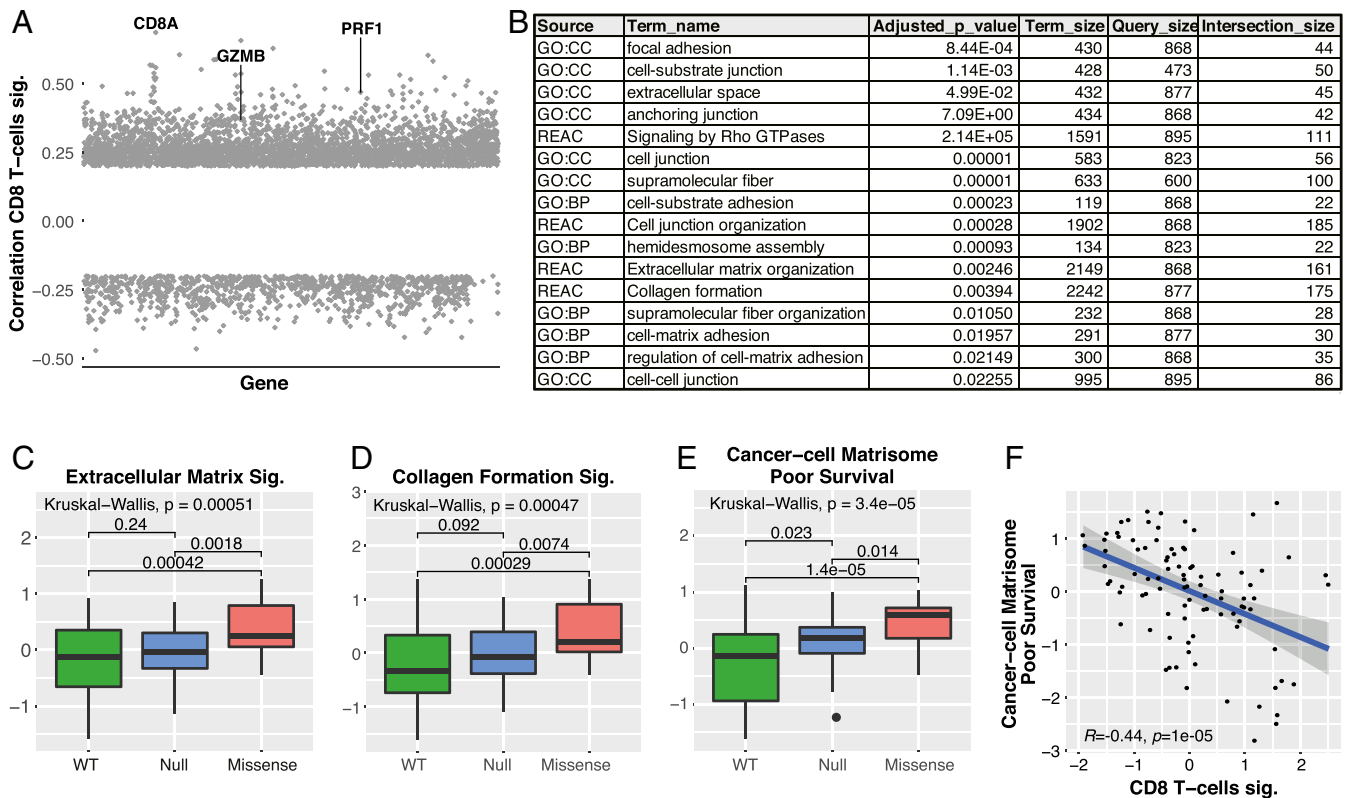 A
CD8A
GZMB
PRF1
Correlation CD8 T−cells sig.
0.50
0.25
0.00
−0.25
−0.50
Gene
B
Source Term_name Adjusted_p_value Term_size Query_size Intersection_size
GO:CC focal adhesion 8.44E-04 430 868 44
GO:CC cell-substrate junction 1.14E-03 428 473 50
GO:CC extracellular space 4.99E-02 432 877 45
GO:CC anchoring junction 7.09E+00 434 868 42
REAC Signaling by Rho GTPases 2.14E+05 1591 895 111
GO:CC cell junction 0.00001 583 823 56
GO:CC supramolecular fiber 0.00001 633 600 100
GO:BP cell-substrate adhesion 0.00023 119 868 22
REAC Cell junction organization 0.00028 1902 868 185
GO:BP hemidesmosome assembly 0.00093 134 823 22
REAC Extracellular matrix organization 0.00246 2149 868 161
REAC Collagen formation 0.00394 2242 877 175
GO:BP supramolecular fiber organization 0.01050 232 868 28
GO:BP cell-matrix adhesion 0.01957 291 877 30
GO:BP regulation of cell-matrix adhesion 0.02149 300 868 35
GO:CC cell-cell junction 0.02255 995 895 86
C
Extracellular Matrix Sig.
Kruskal−Wallis, p = 0.00051
0.24
0.0018
0.00042
2
1
0
−1
WT Null Missense
D
Collagen Formation Sig.
Kruskal−Wallis, p = 0.00047
0.092
0.0074
0.00029
3
2
1
0
−1
WT Null Missense
E
Cancer−cell Matrisome
Poor Survival
Kruskal−Wallis, p = 3.4e−05
0.023
0.014
1.4e−05
2
1
0
−1
WT Null Missense
F
Cancer−cell Matrisome
Poor Survival
1
0
−1
−2
−3
R=-0.44, p=1e-05
−2 −1 0 1 2
CD8 T−cells sig.